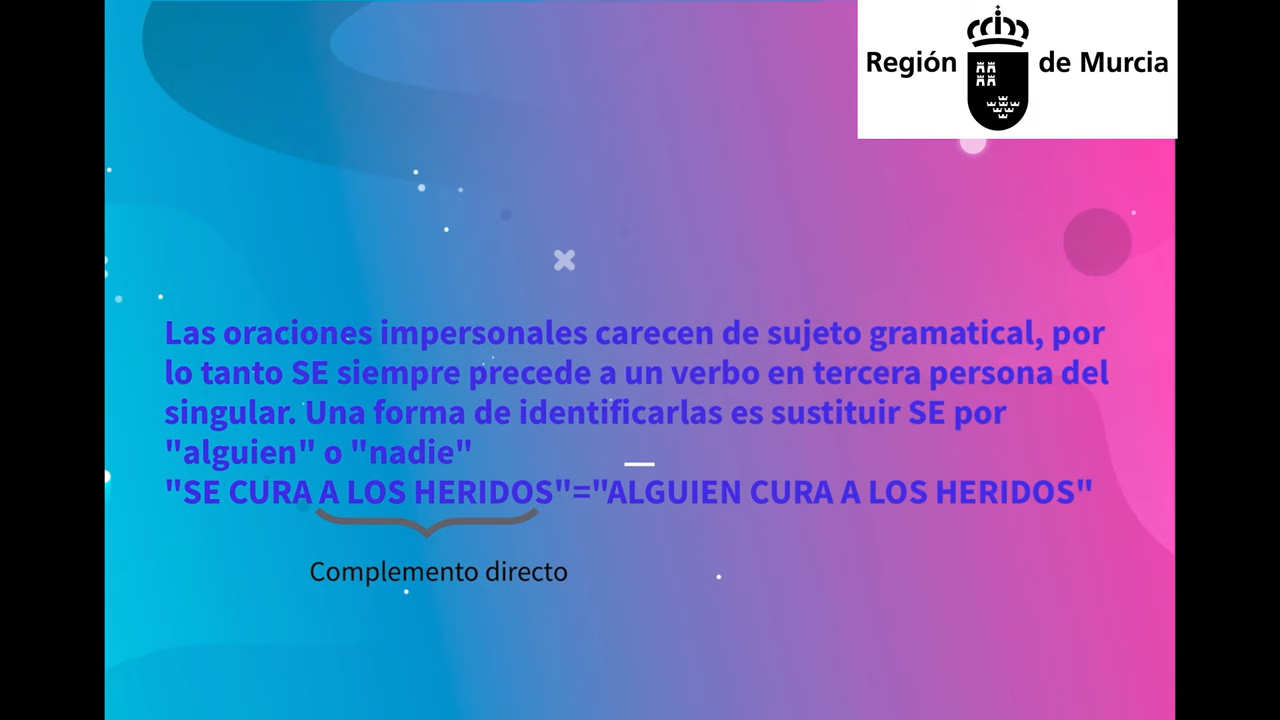 Región de Murcia
Las oraciones impersonales carecen de sujeto gramatical, por
lo tanto SE siempre precede a un verbo en tercera persona del
singular. Una forma de identificarlas es sustituir SE por
"alguien" o "nadie"
"SE CURA A LOS HERIDOS"="ALGUIEN CURA A LOS HERIDOS"
Complemento directo